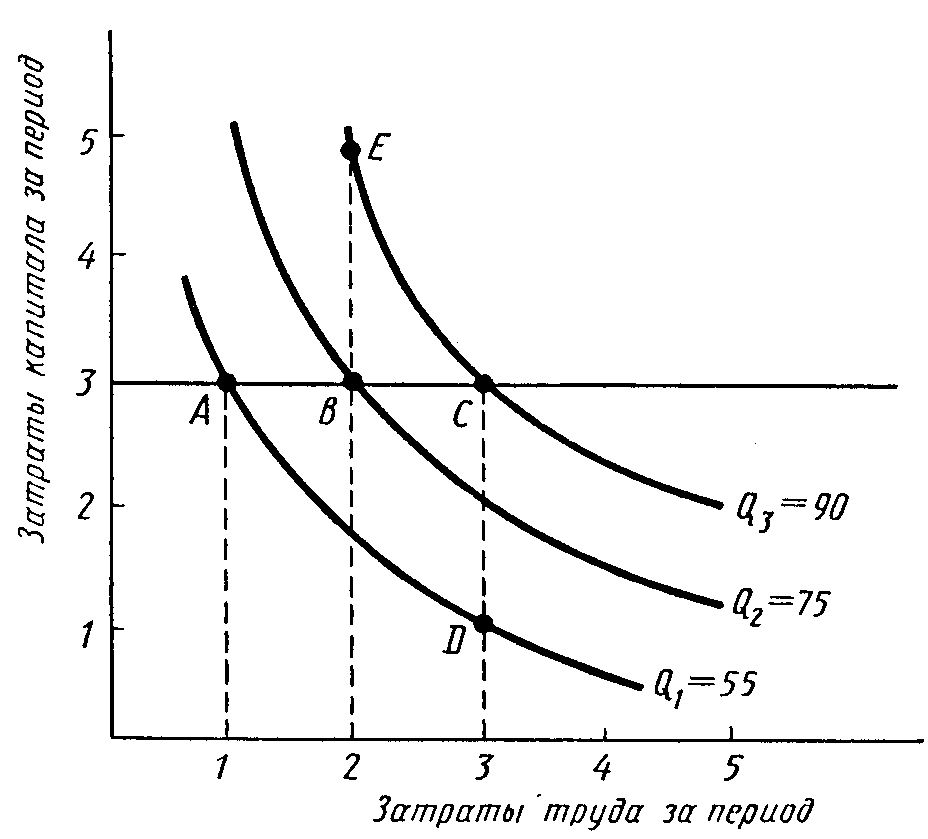 Затраты капитала за период
5
E
4
3
A
B
C
2
Q₃=90
Q₂=75
1
D
Q₁=55
1 2 3 4 5
Затраты труда за период